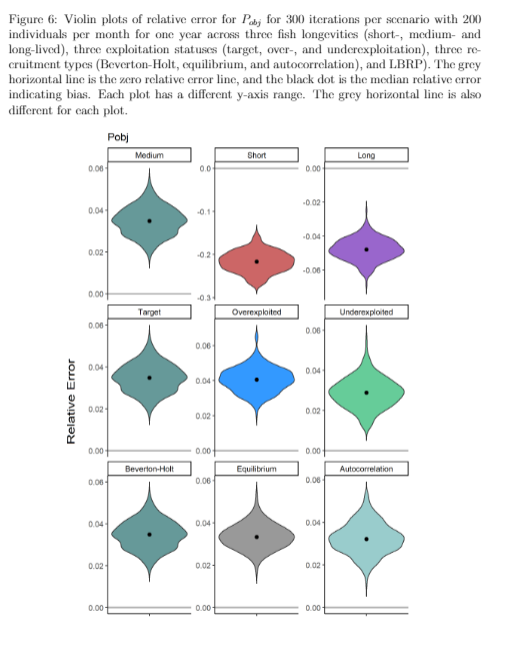 Figure 6: Violin plots of relative error for Pobj for 300 iterations per scenario with 200
individuals per month for one year across three fish longevities (short-, medium- and
long-lived), three exploitation statuses (target, over-, and underexploitation), three re-
cruitment types (Beverton-Holt, equilibrium, and autocorrelation), and LBRP). The grey
horizontal line is the zero relative error line, and the black dot is the median relative error
indicating bias. Each plot has a different y-axis range. The grey horizontal line is also
different for each plot.
Pobj
Medium Short Long
0.06 0.0 0.00
-0.02
0.04 -0.1
-0.04
0.02 -0.2
-0.06
0.00 -0.3
Target Overexploited Underexploited
0.06 0.06 0.06
0.04 0.04 0.04
0.02 0.02 0.02
0.00 0.00 0.00
Relative Error
Beverton-Holt Equilibrium Autocorrelation
0.06 0.06 0.06
0.04 0.04 0.04
0.02 0.02 0.02
0.00 0.00 0.00